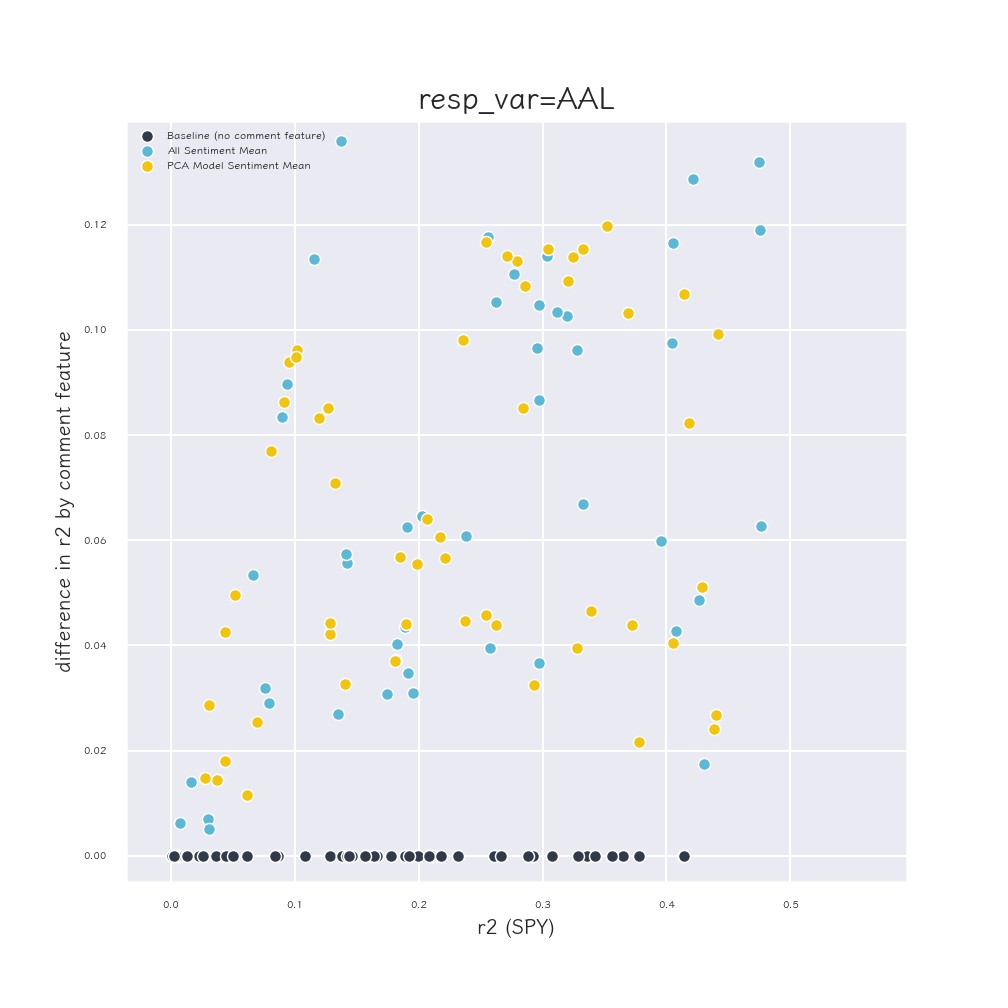 resp_var=AAL
Baseline (no comment feature)
All Sentiment Mean
PCA Model Sentiment Mean
difference in r2 by comment feature
0.12
0.10
0.08
0.06
0.04
0.02
0.00
0.0
0.1
0.2
0.3
0.4
0.5
r2 (SPY)